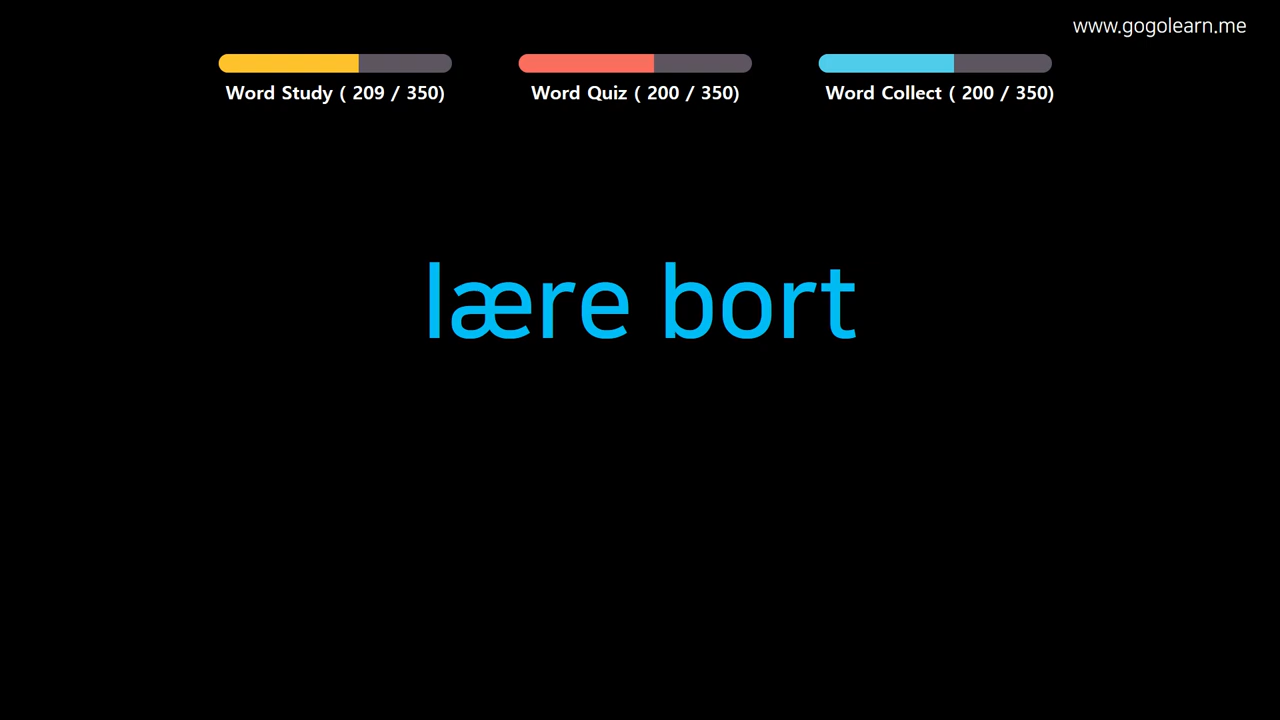 www.gogolearn.me
Word Study ( 209 / 350)
Word Quiz ( 200 / 350)
Word Collect ( 200 / 350)
lære bort